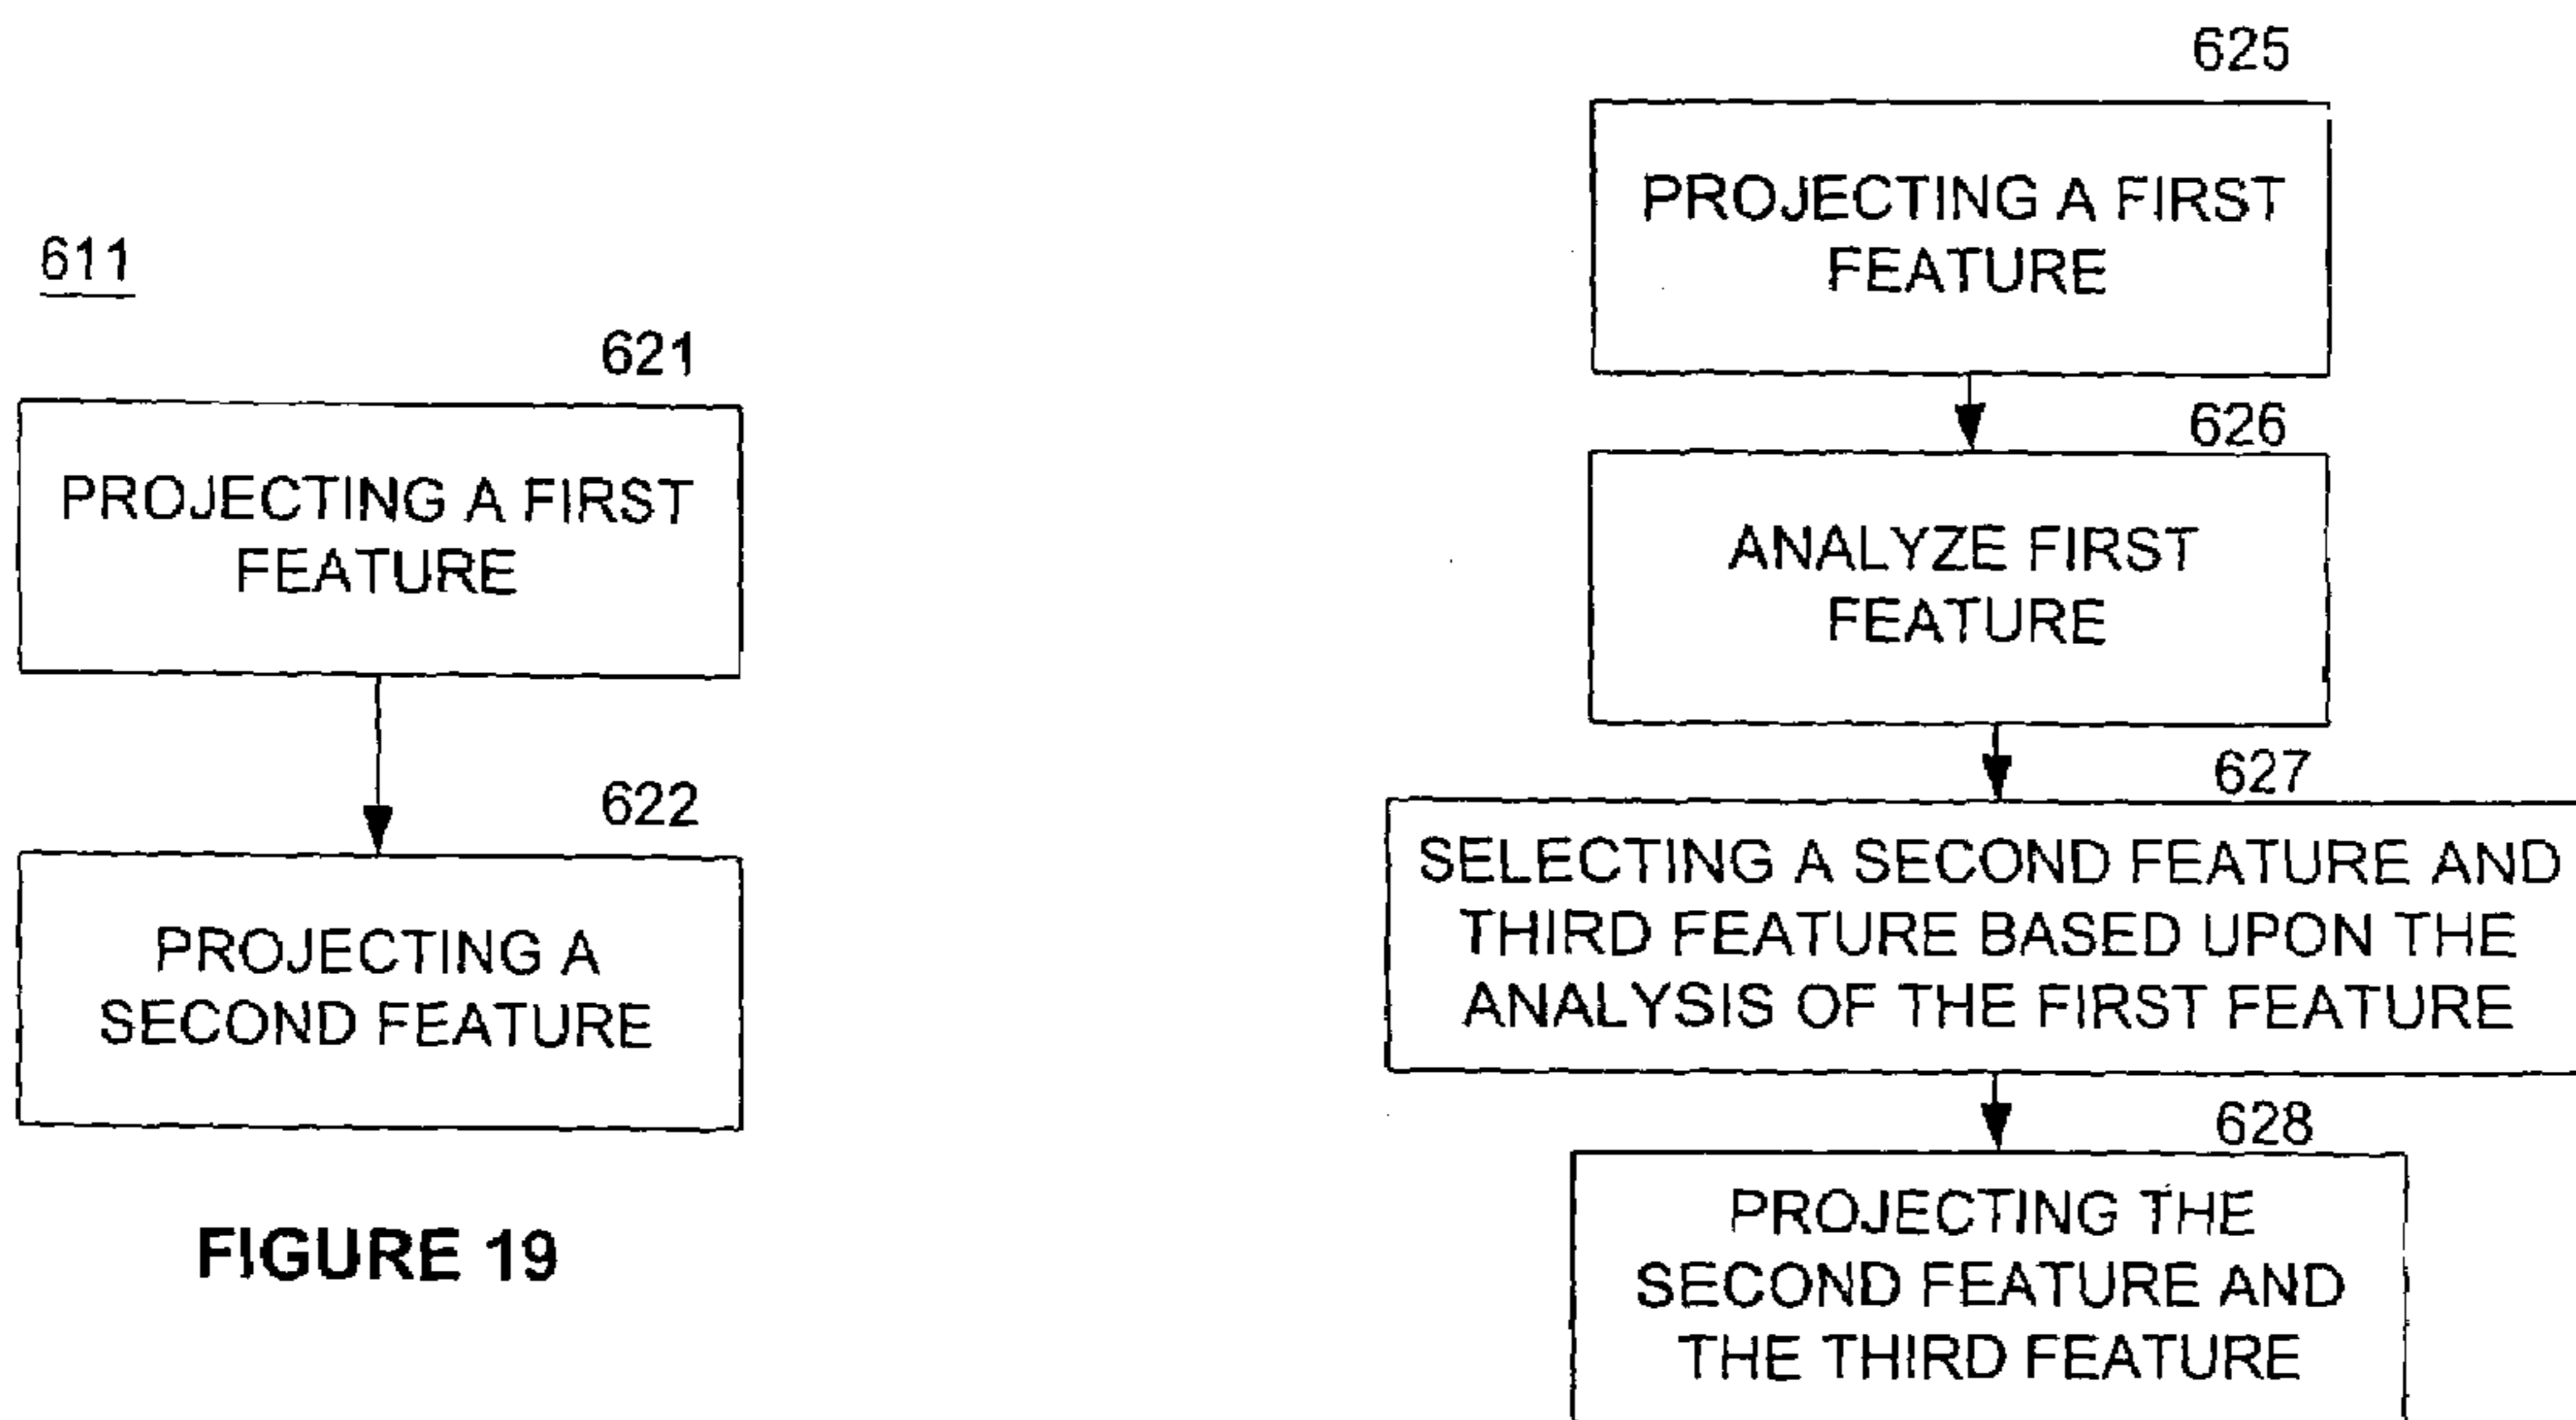 611
621
PROJECTING A FIRST
FEATURE
622
PROJECTING A
SECOND FEATURE
FIGURE 19
625
PROJECTING A FIRST
FEATURE
626
ANALYZE FIRST
FEATURE
627
SELECTING A SECOND FEATURE AND
THIRD FEATURE BASED UPON THE
ANALYSIS OF THE FIRST FEATURE
628
PROJECTING THE
SECOND FEATURE AND
THE THIRD FEATURE